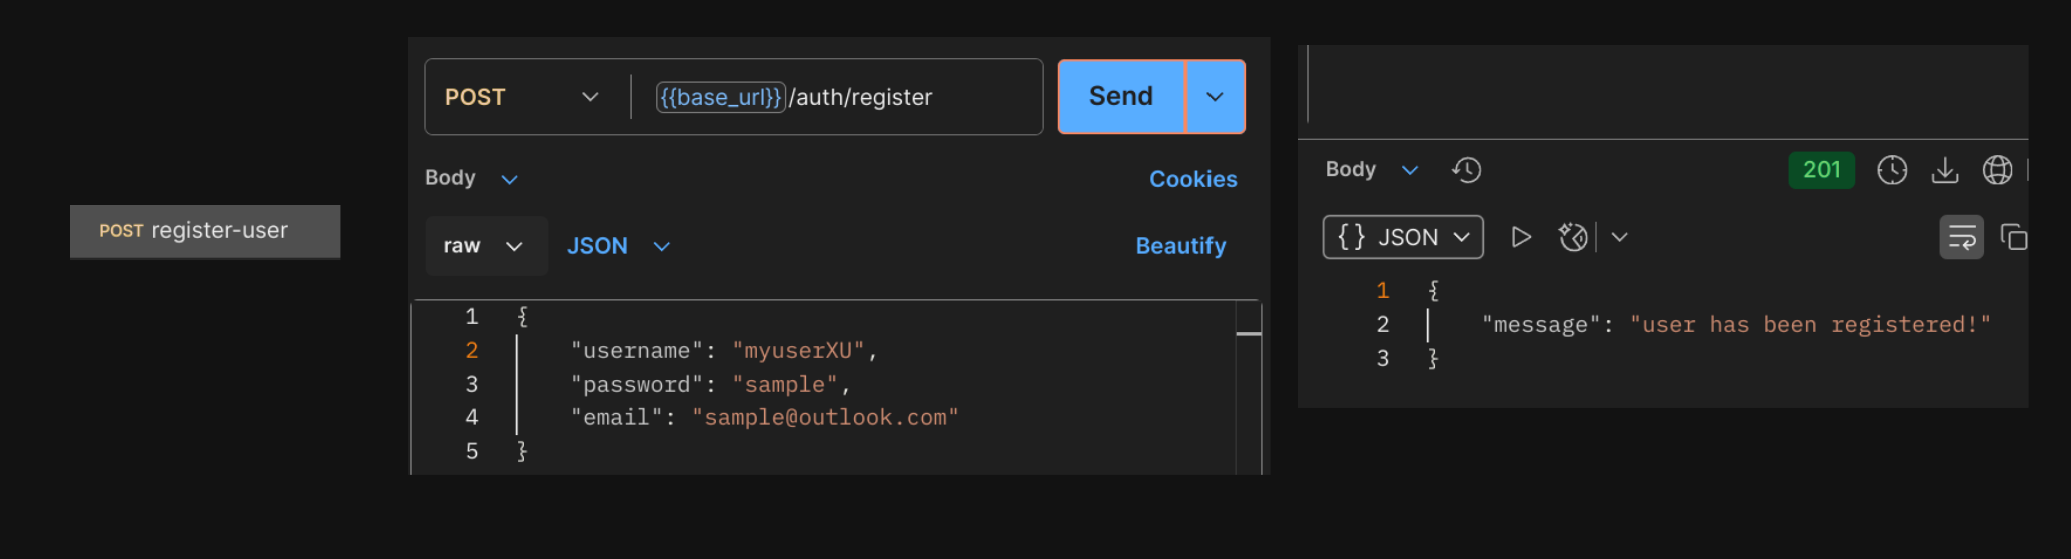 POST register-user
POST {{base_url}}/auth/register Send
Body Cookies
raw JSON Beautify
1 {
2 "username": "myuserXU",
3 "password": "sample",
4 "email": "sample@outlook.com"
5 }
Body 201
{} JSON
1 {
2 "message": "user has been registered!"
3 }